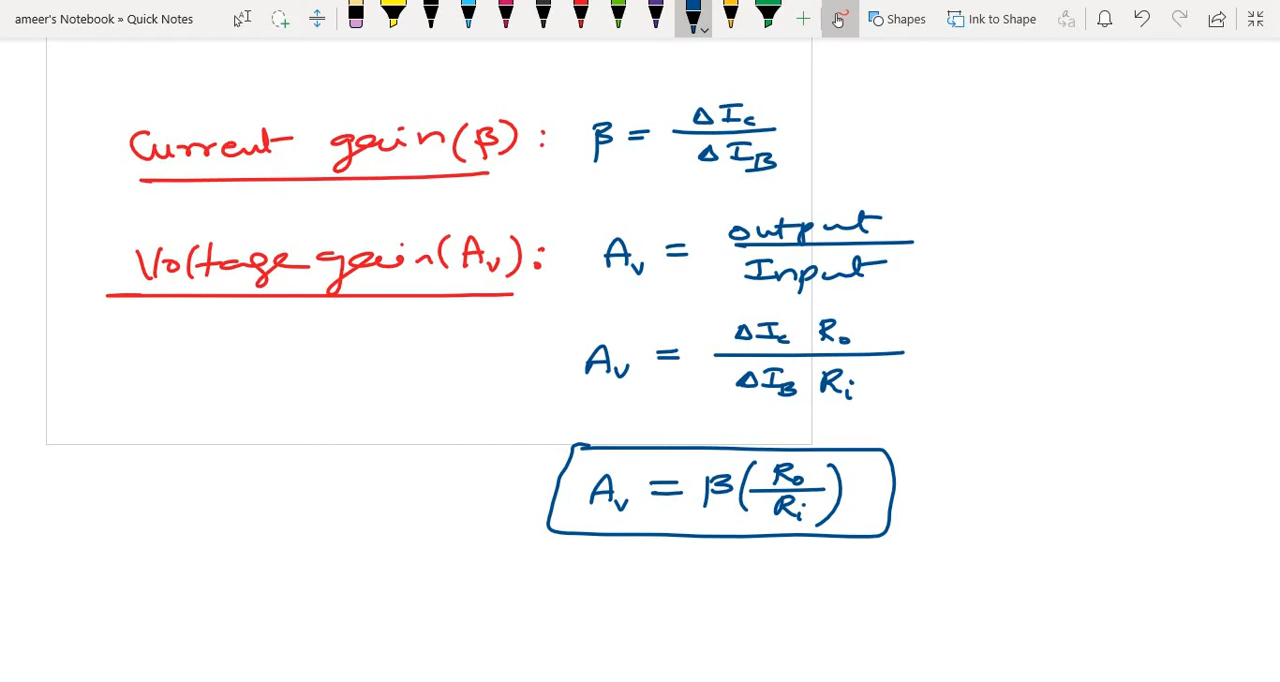 ameer's Notebook » Quick Notes Shapes Ink to Shape
Current gain(β): β = ΔIc / ΔIB
Voltage gain(Av): Av = output / Input
Av = ΔIc Ro / ΔIB Ri
Av = β(Ro / Ri)